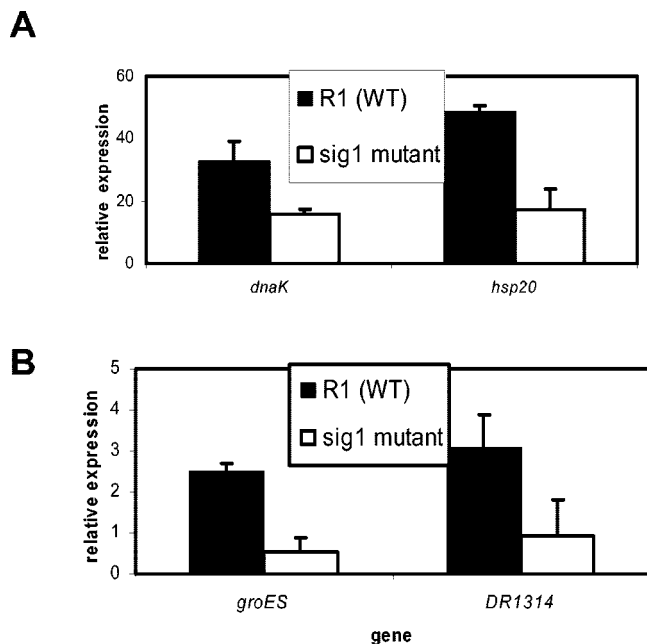 A
60
40
20
0
relative expression
R1 (WT)
sig1 mutant
dnaK hsp20
B
5
4
3
2
1
0
relative expression
R1 (WT)
sig1 mutant
groES DR1314
gene